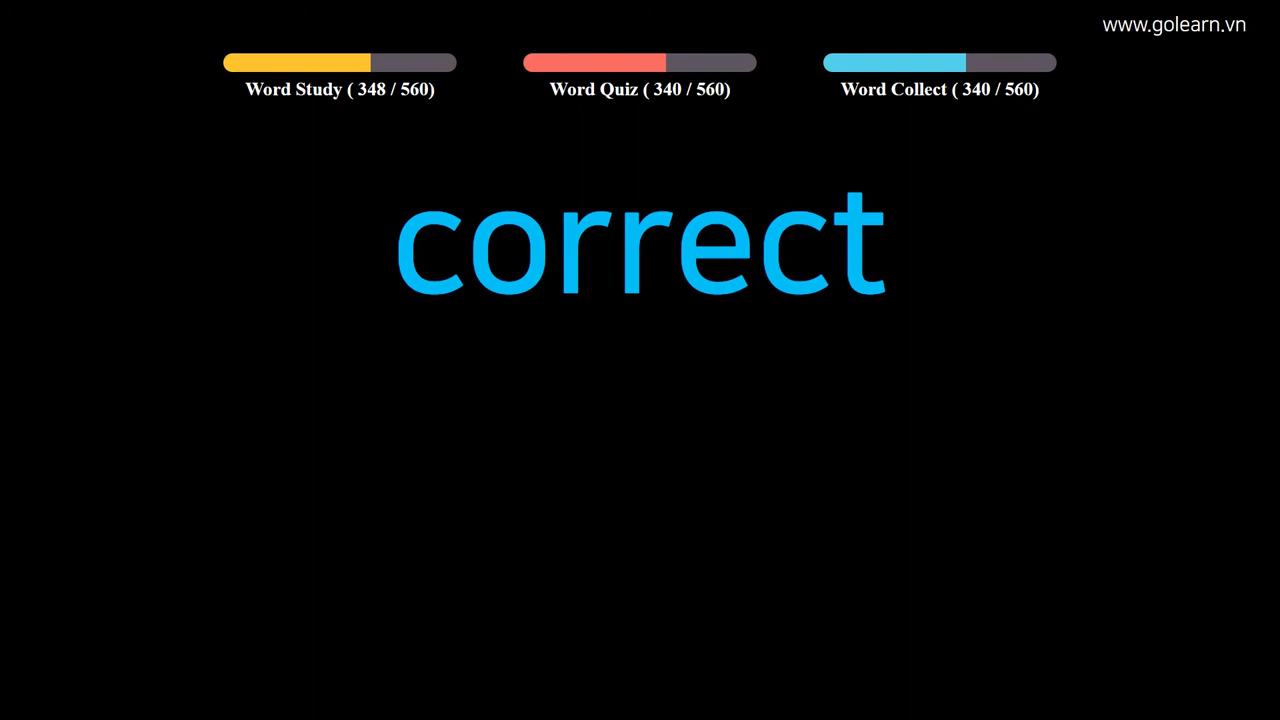 www.golearn.vn
Word Study ( 348 / 560)
Word Quiz ( 340 / 560)
Word Collect ( 340 / 560)
correct